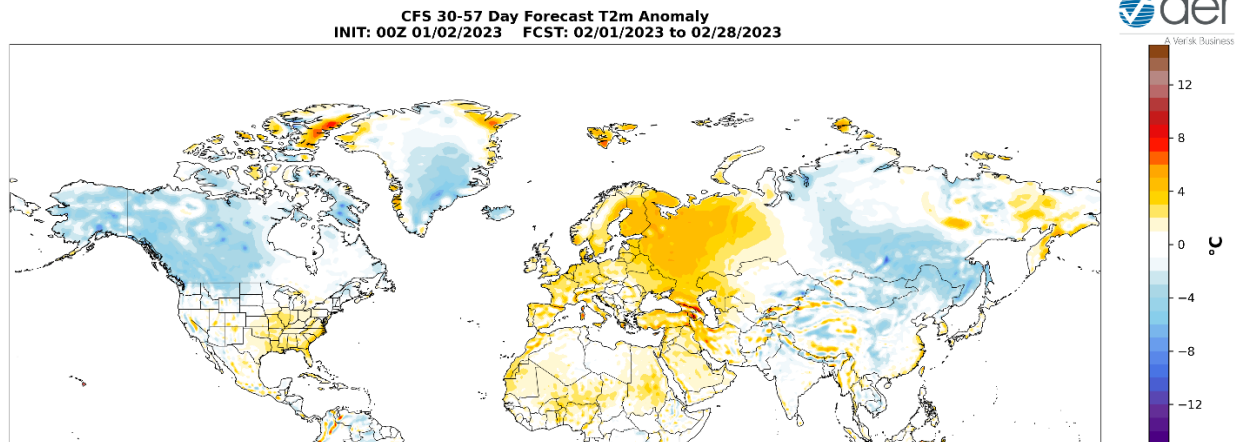 CFS 30-57 Day Forecast T2m Anomaly
INIT: 00Z 01/02/2023 FCST: 02/01/2023 to 02/28/2023
aer
A Verisk Business
12
8
4
0
−4
−8
−12
°C